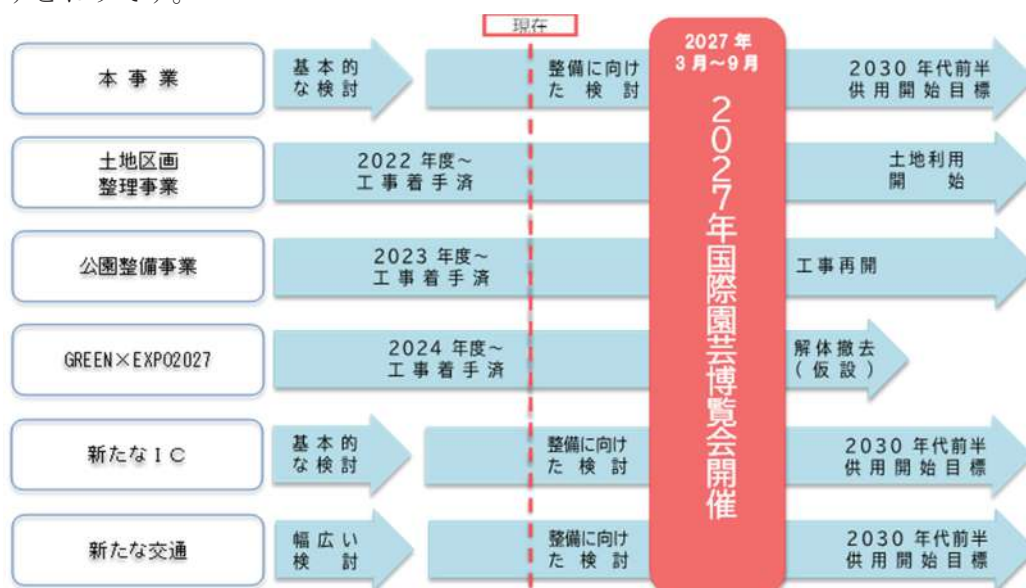 すとおりです。
現在
2027年
3月～9月
2027年国際園芸博覧会開催
本事業
基本的
な検討
整備に向け
た検討
2030年代前半
供用開始目標
土地区画
整理事業
2022年度～
工事着手済
土地利用
開始
公園整備事業
2023年度～
工事着手済
工事再開
GREEN×EXPO2027
2024年度～
工事着手済
解体撤去
(仮設)
新たなIC
基本的
な検討
整備に向け
た検討
2030年代前半
供用開始目標
新たな交通
幅広い
検討
整備に向け
た検討
2030年代前半
供用開始目標